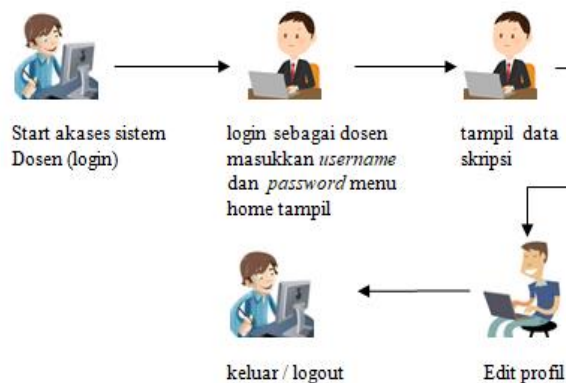 Start akases sistem
Dosen (login)
login sebagai dosen
masukkan username
dan password menu
home tampil
tampil data
skripsi
keluar / logout
Edit profil